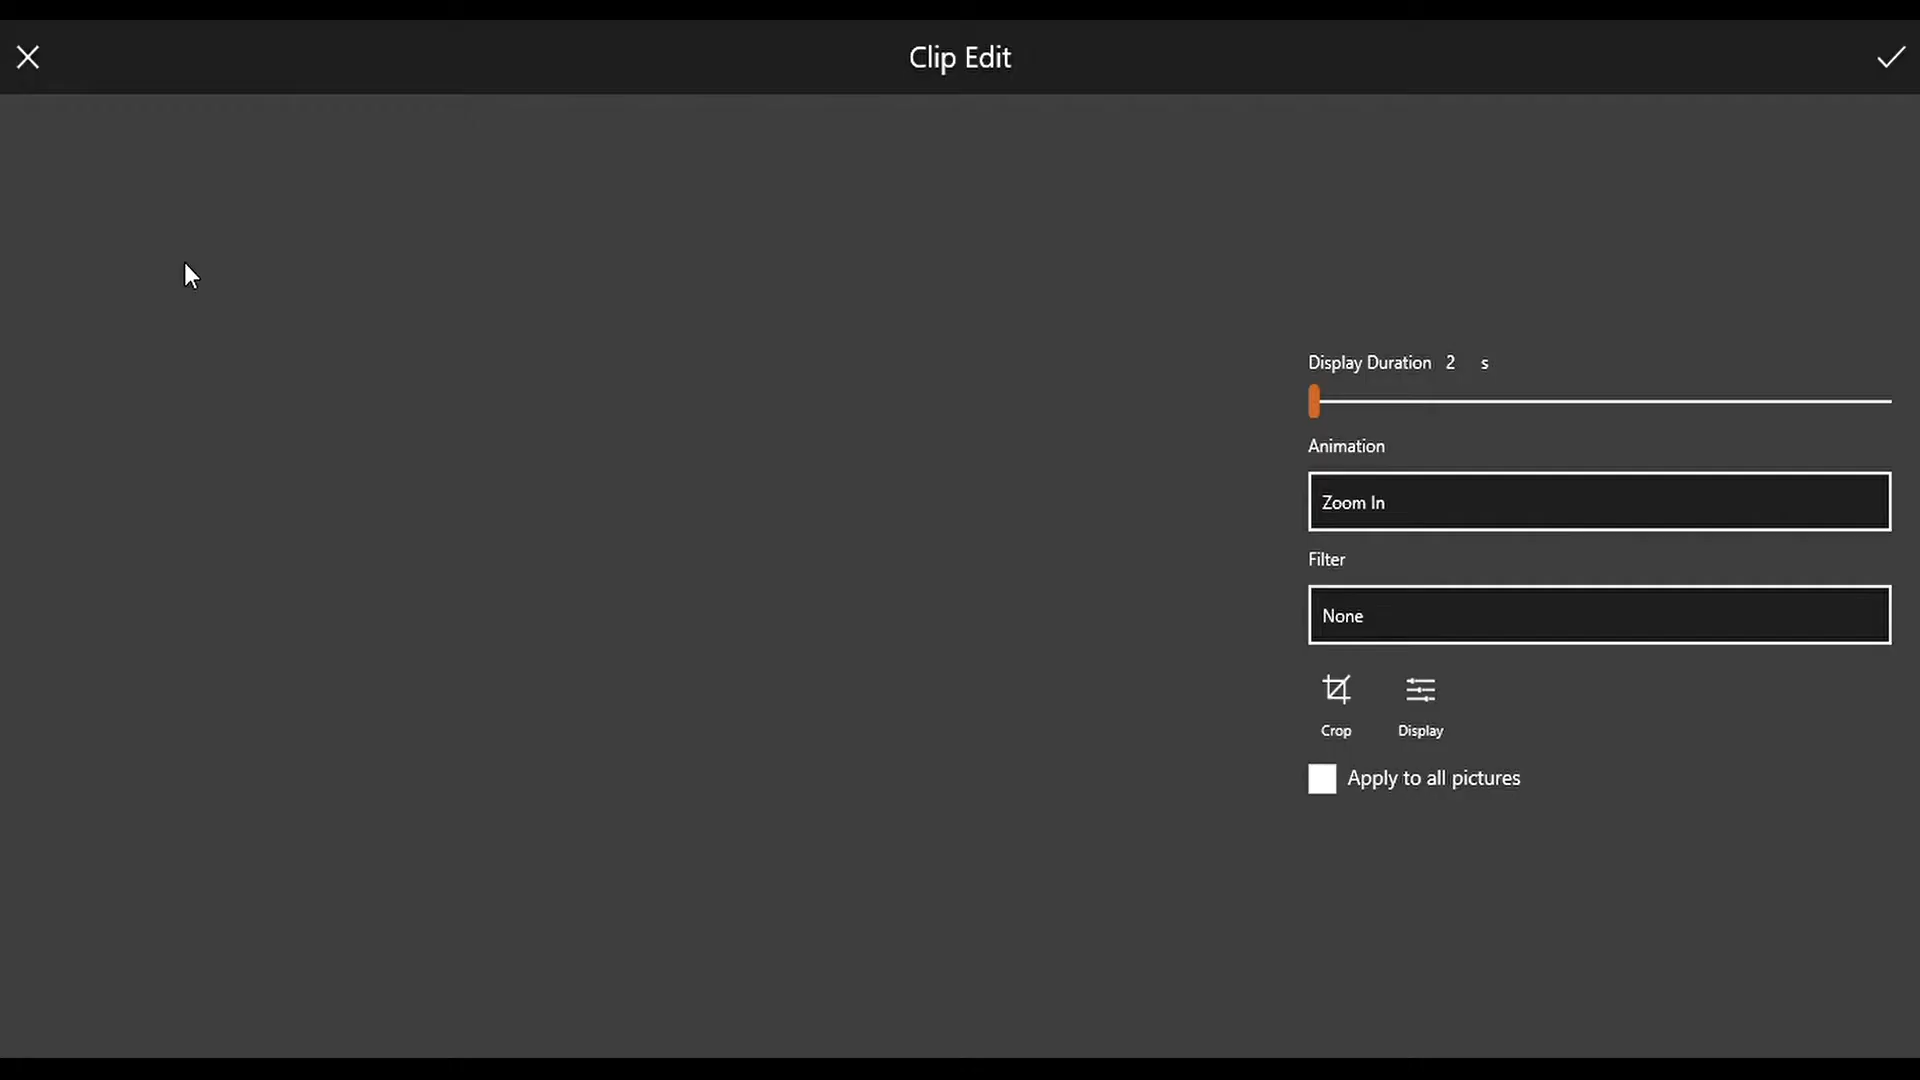 Clip Edit
Display Duration 2 s
Animation
Zoom In
Filter
None
Crop Display
Apply to all pictures